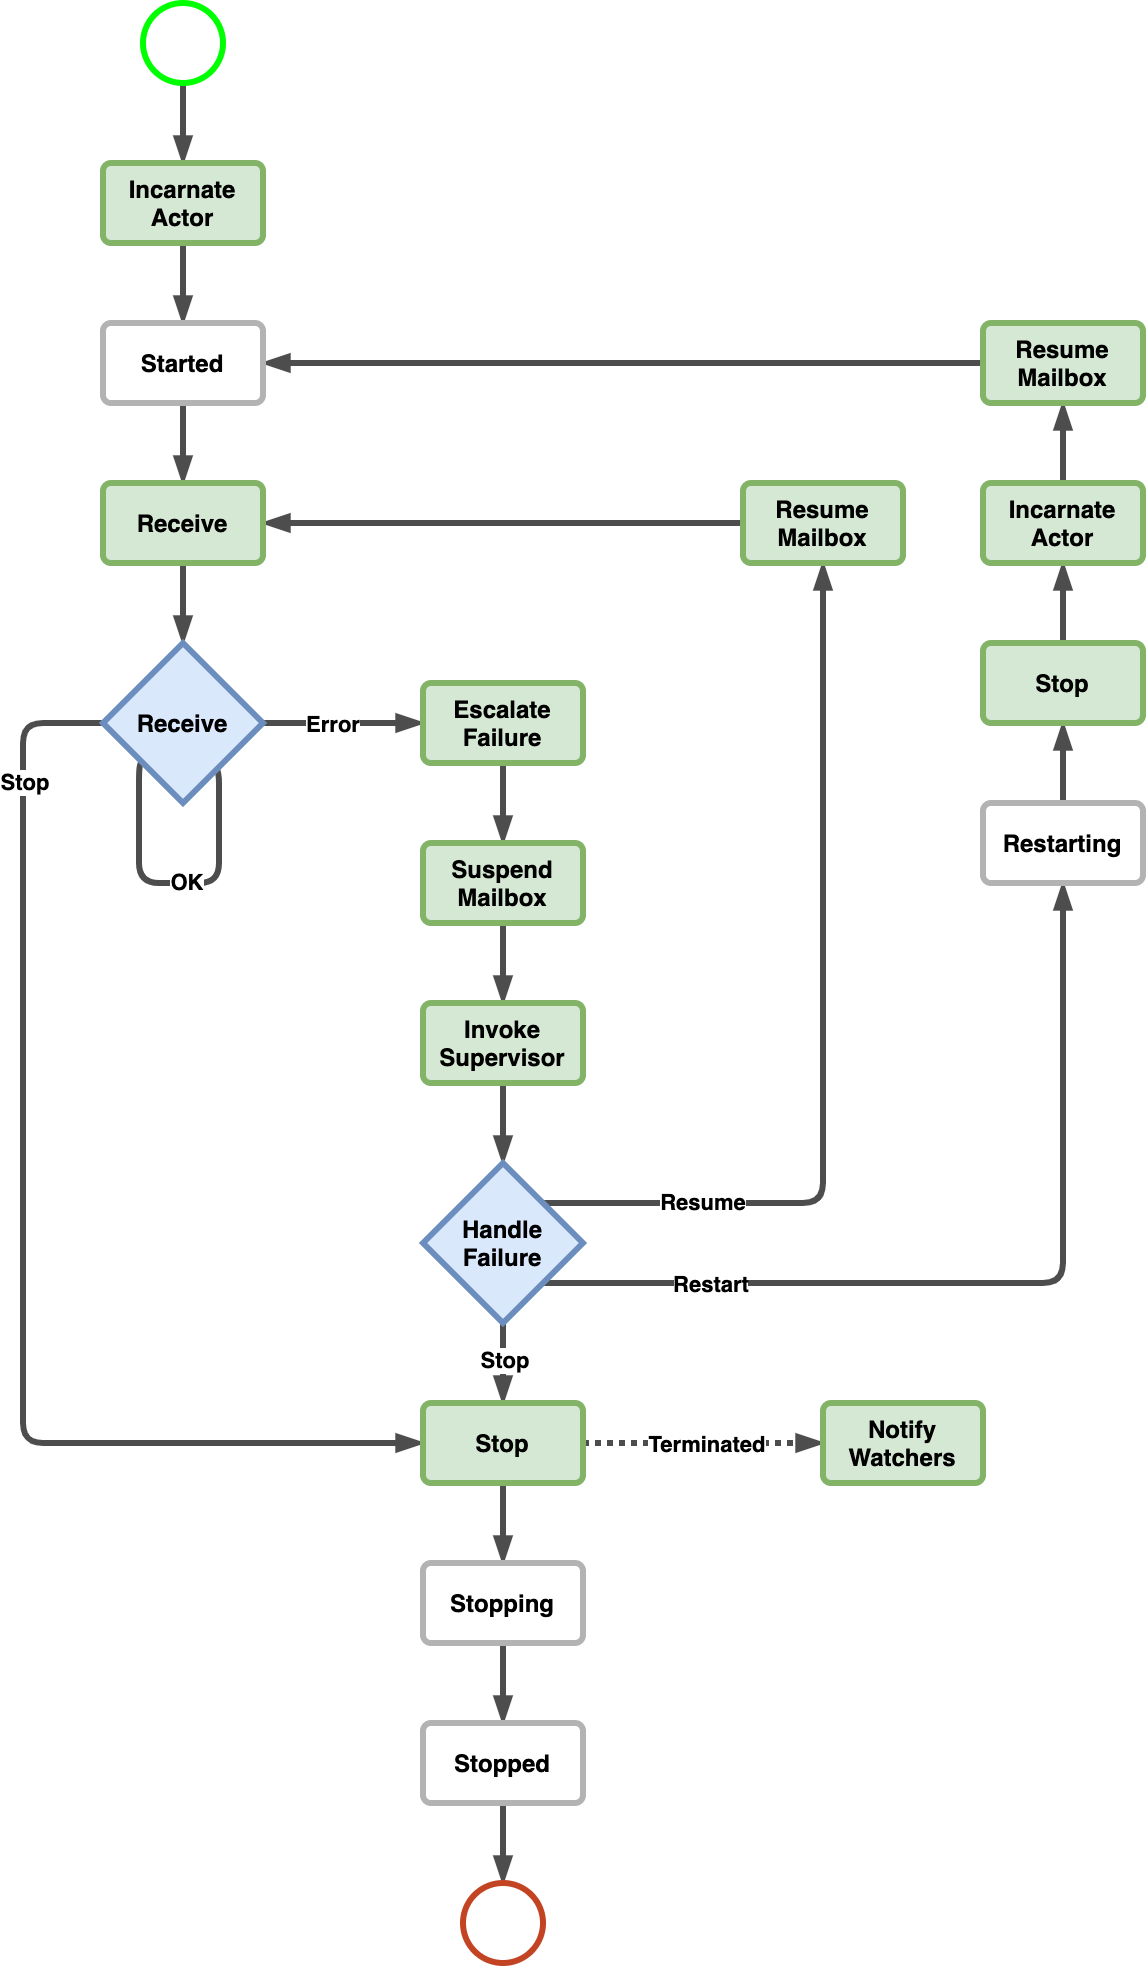 Incarnate
Actor
Started
Resume
Mailbox
Receive
Resume
Mailbox
Incarnate
Actor
Receive
Error
Escalate
Failure
Stop
Stop
OK
Suspend
Mailbox
Restarting
Invoke
Supervisor
Handle
Failure
Resume
Restart
Stop
Stop
Terminated
Notify
Watchers
Stopping
Stopped